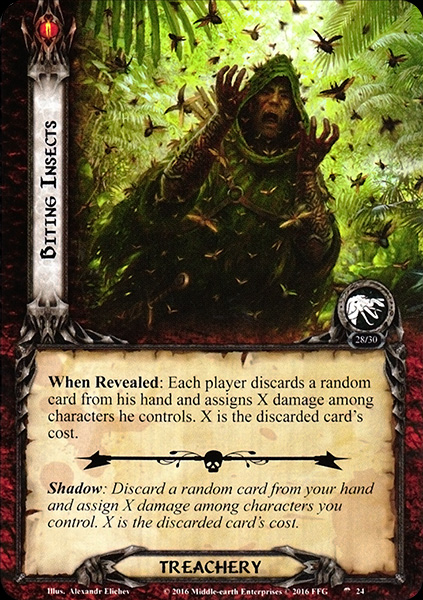 BITING INSECTS
28/30
When Revealed: Each player discards a random
card from his hand and assigns X damage among
characters he controls. X is the discarded card's
cost.
Shadow: Discard a random card from your hand
and assign X damage among characters you
control. X is the discarded card's cost.
TREACHERY
Illus. Alexandr Elichev © 2016 Middle-earth Enterprises © 2016 FFG 24